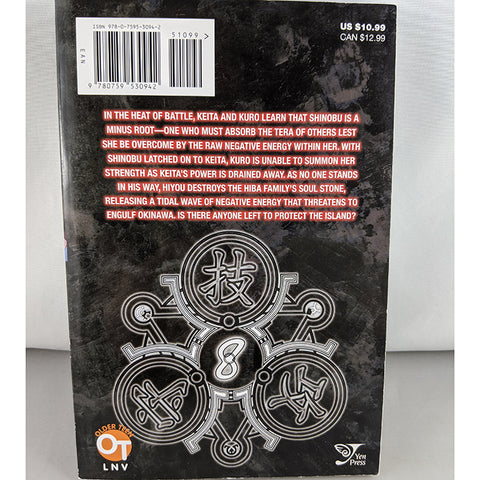 ISBN 978-0-7595-3094-2
51099>
EAN
9 780759 530942
US $10.99
CAN $12.99
IN THE HEAT OF BATTLE, KEITA AND KURO LEARN THAT SHINOBU IS A
MINUS ROOT—ONE WHO MUST ABSORB THE TERA OF OTHERS LEST
SHE BE OVERCOME BY THE RAW NEGATIVE ENERGY WITHIN HER. WITH
SHINOBU LATCHED ON TO KEITA, KURO IS UNABLE TO SUMMON HER
STRENGTH AS KEITA'S POWER IS DRAINED AWAY. AS NO ONE STANDS
IN HIS WAY, HIYOU DESTROYS THE HIBA FAMILY'S SOUL STONE,
RELEASING A TIDAL WAVE OF NEGATIVE ENERGY THAT THREATENS TO
ENGULF OKINAWA. IS THERE ANYONE LEFT TO PROTECT THE ISLAND?
技
8
OLDER TEEN
OT
LNV
Yen
Press